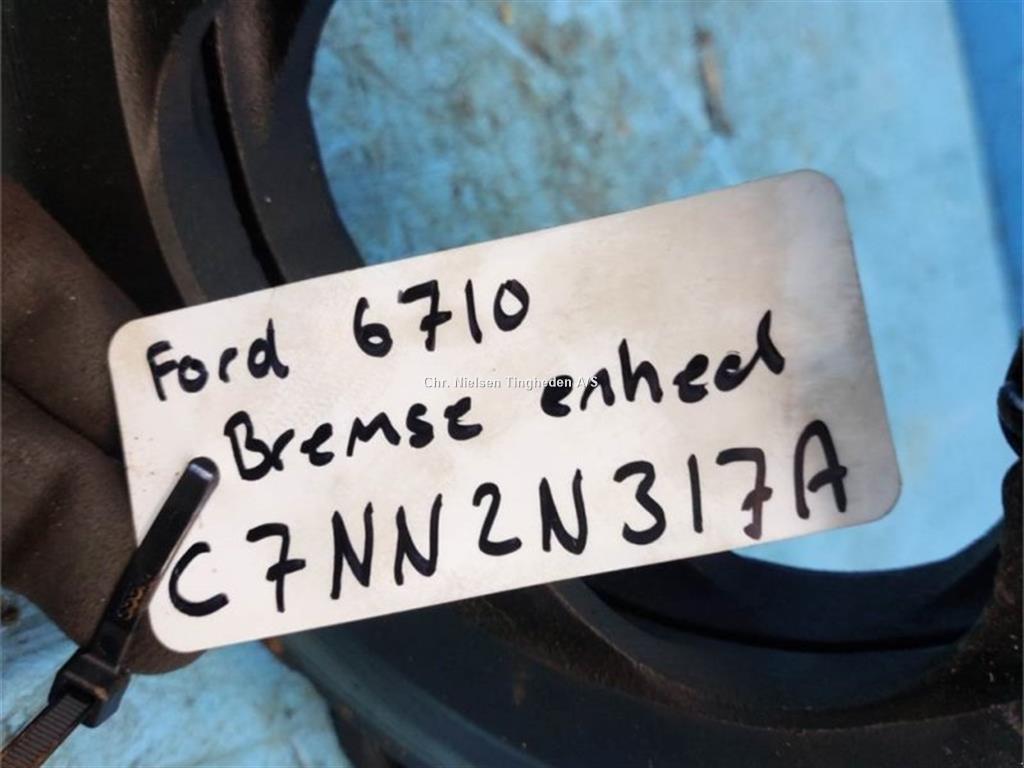 Ford 6710
Chr. Nielsen Tingheden A/S
Bremse enhed
C7NN2N317A